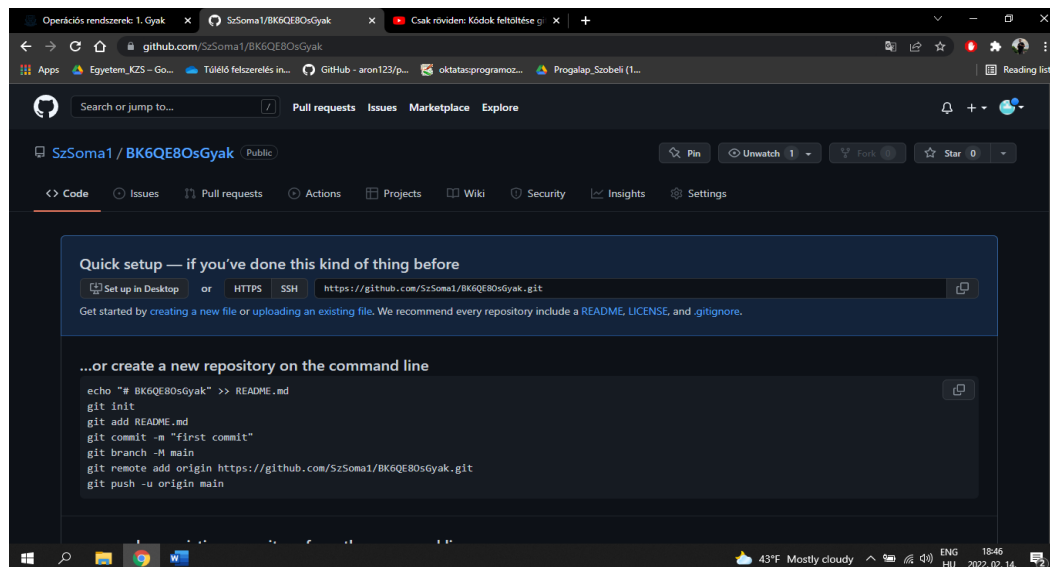 Operációs rendszerek: 1. Gyak
SzSoma1/BK6QE8OsGyak
Csak röviden: Kódok feltöltése gi
github.com/SzSoma1/BK6QE8OsGyak
Apps Egyetem_KZS – Go... Túlélő felszerelés in... GitHub - aron123/p... oktatas:programoz... Progalap_Szobeli (1... Reading list
Search or jump to... / Pull requests Issues Marketplace Explore
SzSoma1 / BK6QE8OsGyak Public Pin Unwatch 1 Fork 0 Star 0
<> Code Issues Pull requests Actions Projects Wiki Security Insights Settings
Quick setup — if you've done this kind of thing before
Set up in Desktop or HTTPS SSH https://github.com/SzSoma1/BK6QE8OsGyak.git
Get started by creating a new file or uploading an existing file. We recommend every repository include a README, LICENSE, and .gitignore.
...or create a new repository on the command line
echo "# BK6QE8OsGyak" >> README.md
git init
git add README.md
git commit -m "first commit"
git branch -M main
git remote add origin https://github.com/SzSoma1/BK6QE8OsGyak.git
git push -u origin main
43°F Mostly cloudy ENG 18:46
HU 2022. 02. 14. 2